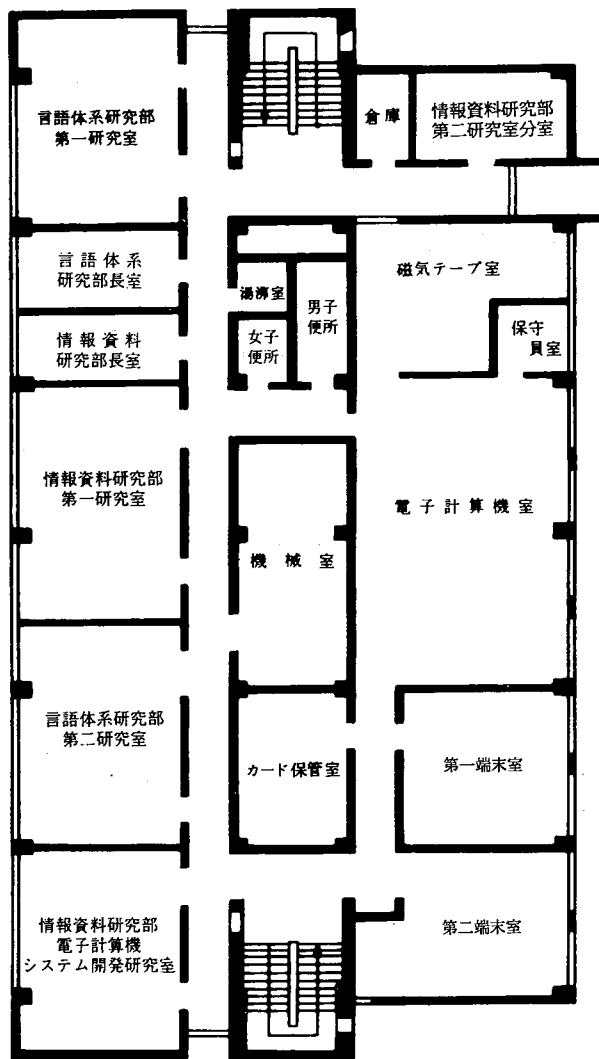 言語体系研究部
第一研究室
倉庫
情報資料研究部
第二研究室分室
言語体系
研究部長室
湯沸室
男子
便所
磁気テープ室
情報資料
研究部長室
女子
便所
保守
員室
情報資料研究部
第一研究室
電子計算機室
機械室
言語体系研究部
第二研究室
カード保管室
第一端末室
情報資料研究部
電子計算機
システム開発研究室
第二端末室